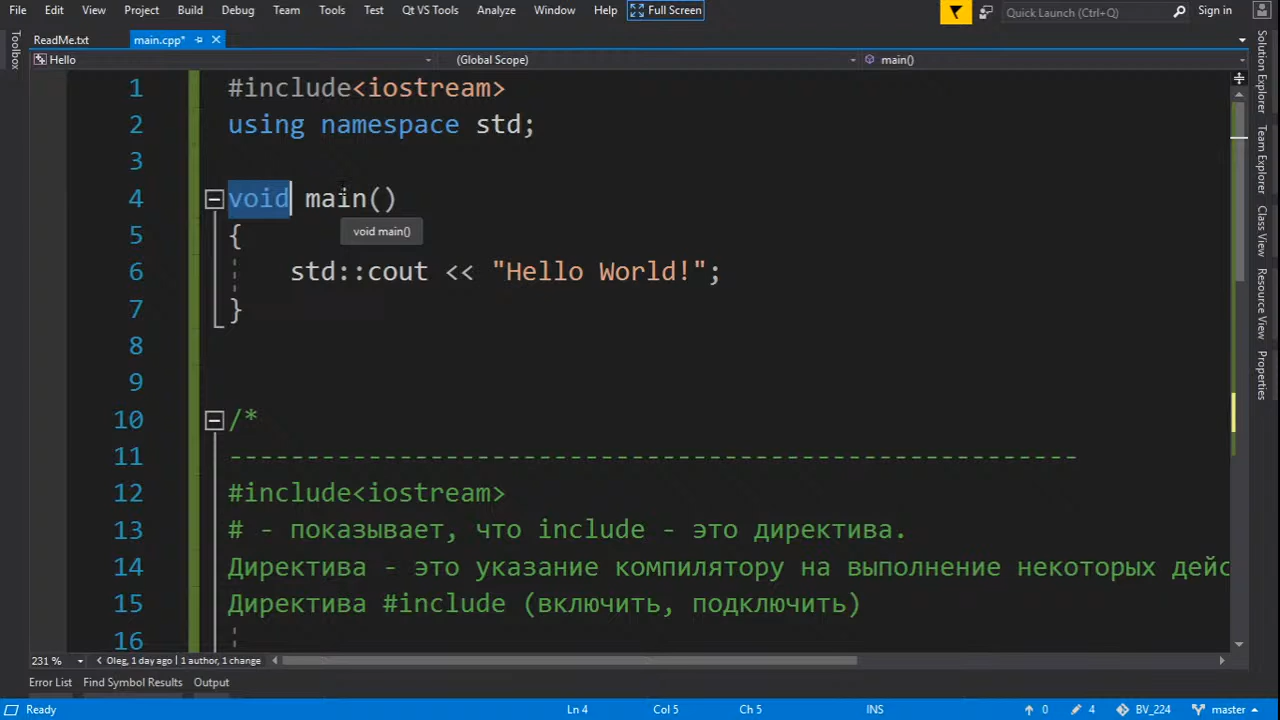 File Edit View Project Build Debug Team Tools Test Qt VS Tools Analyze Window Help Full Screen Quick Launch (Ctrl+Q) Sign in
ReadMe.txt main.cpp*
Hello (Global Scope) main()
1 #include<iostream>
2 using namespace std;
3
4 void main()
void main()
5 {
6 std::cout << "Hello World!";
7 }
8
9
10 /*
11 -------------------------------------------------------
12 #include<iostream>
13 # - показывает, что include - это директива.
14 Директива - это указание компилятору на выполнение некоторых дейс
15 Директива #include (включить, подключить)
16
231 % Oleg, 1 day ago | 1 author, 1 change
Error List Find Symbol Results Output
Ready Ln 4 Col 5 Ch 5 INS 0 4 BV_224 master
Toolbox
Solution Explorer
Team Explorer
Class View
Resource View
Properties